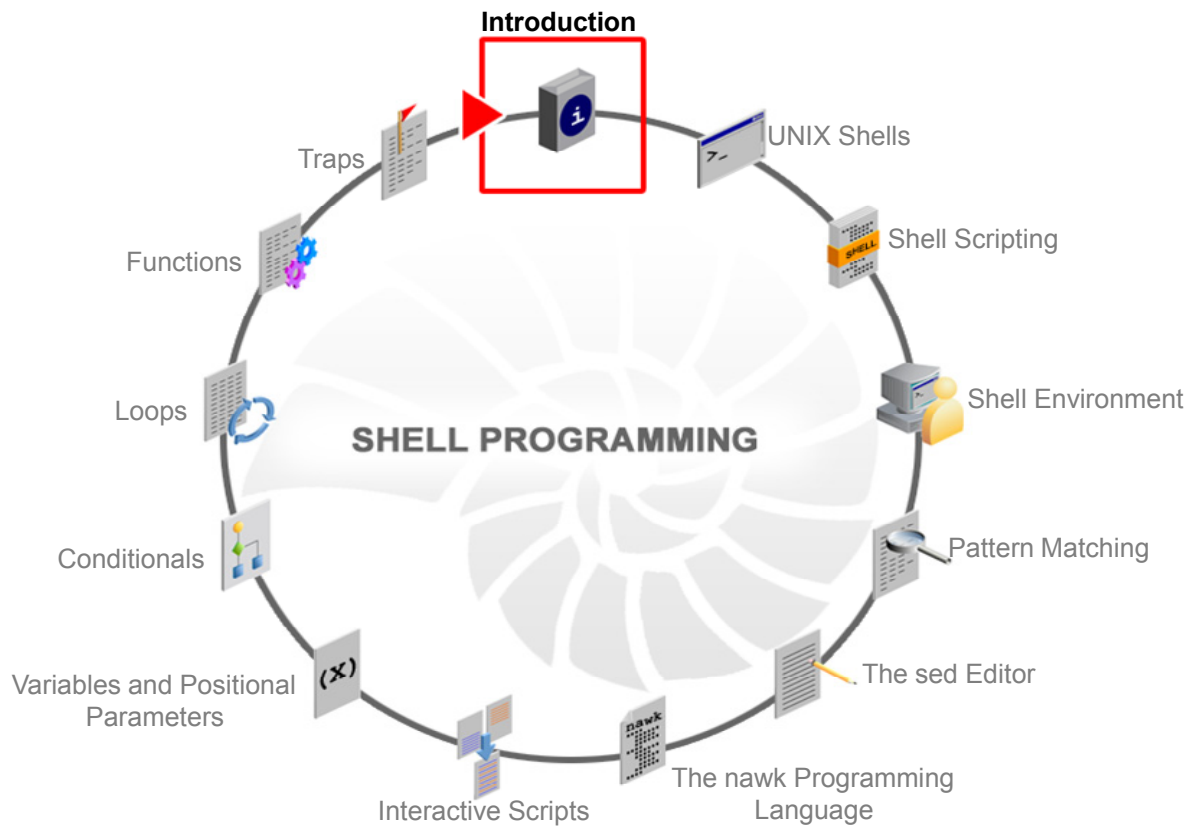 Introduction
i
UNIX Shells
>_
Traps
Shell Scripting
SHELL
Functions
Shell Environment
>_
Loops
SHELL PROGRAMMING
Pattern Matching
Conditionals
The sed Editor
(X)
Variables and Positional
Parameters
nawk
The nawk Programming
Language
Interactive Scripts